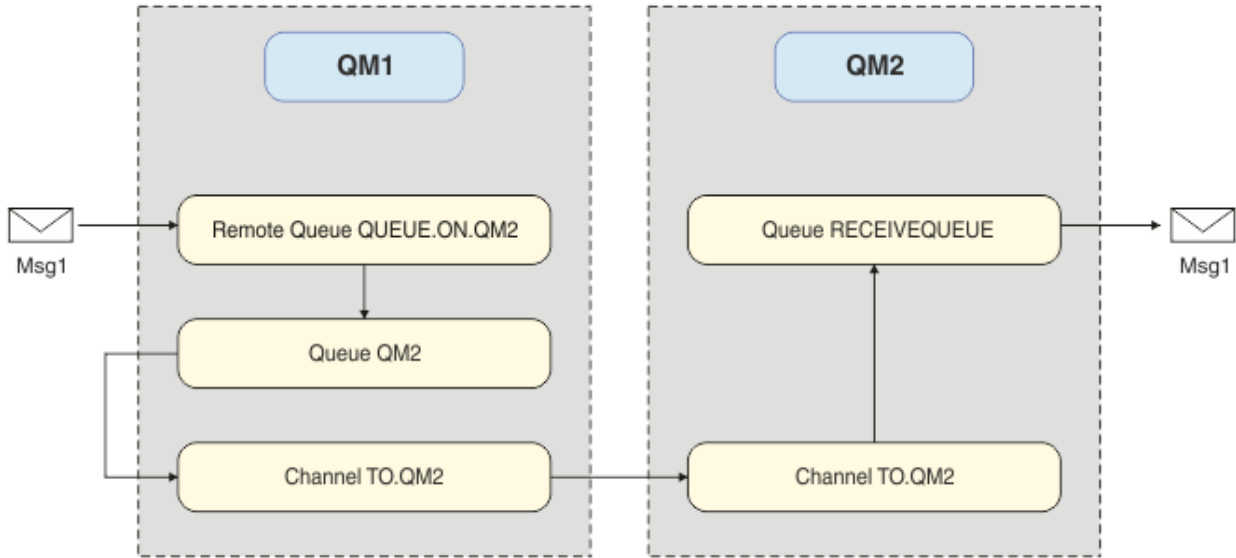 QM1
QM2
Msg1
Remote Queue QUEUE.ON.QM2
Queue QM2
Channel TO.QM2
Queue RECEIVEQUEUE
Channel TO.QM2
Msg1